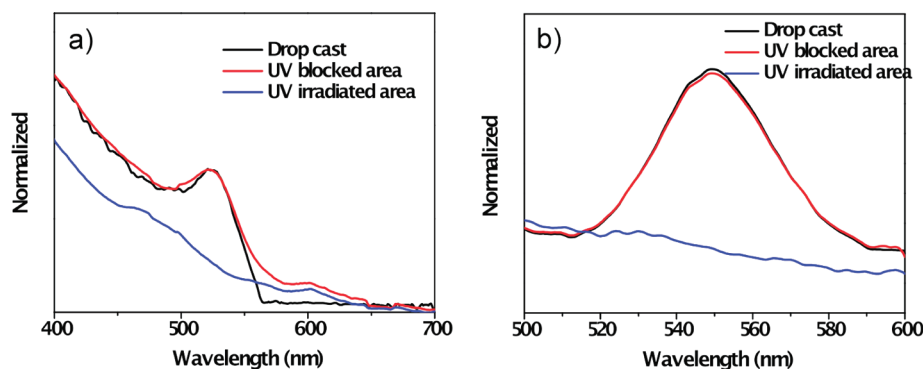 a)
Drop cast
UV blocked area
UV irradiated area
Normalized
400 500 600 700
Wavelength (nm)
b)
Drop cast
UV blocked area
UV irradiated area
Normalized
500 520 540 560 580 600
Wavelength (nm)